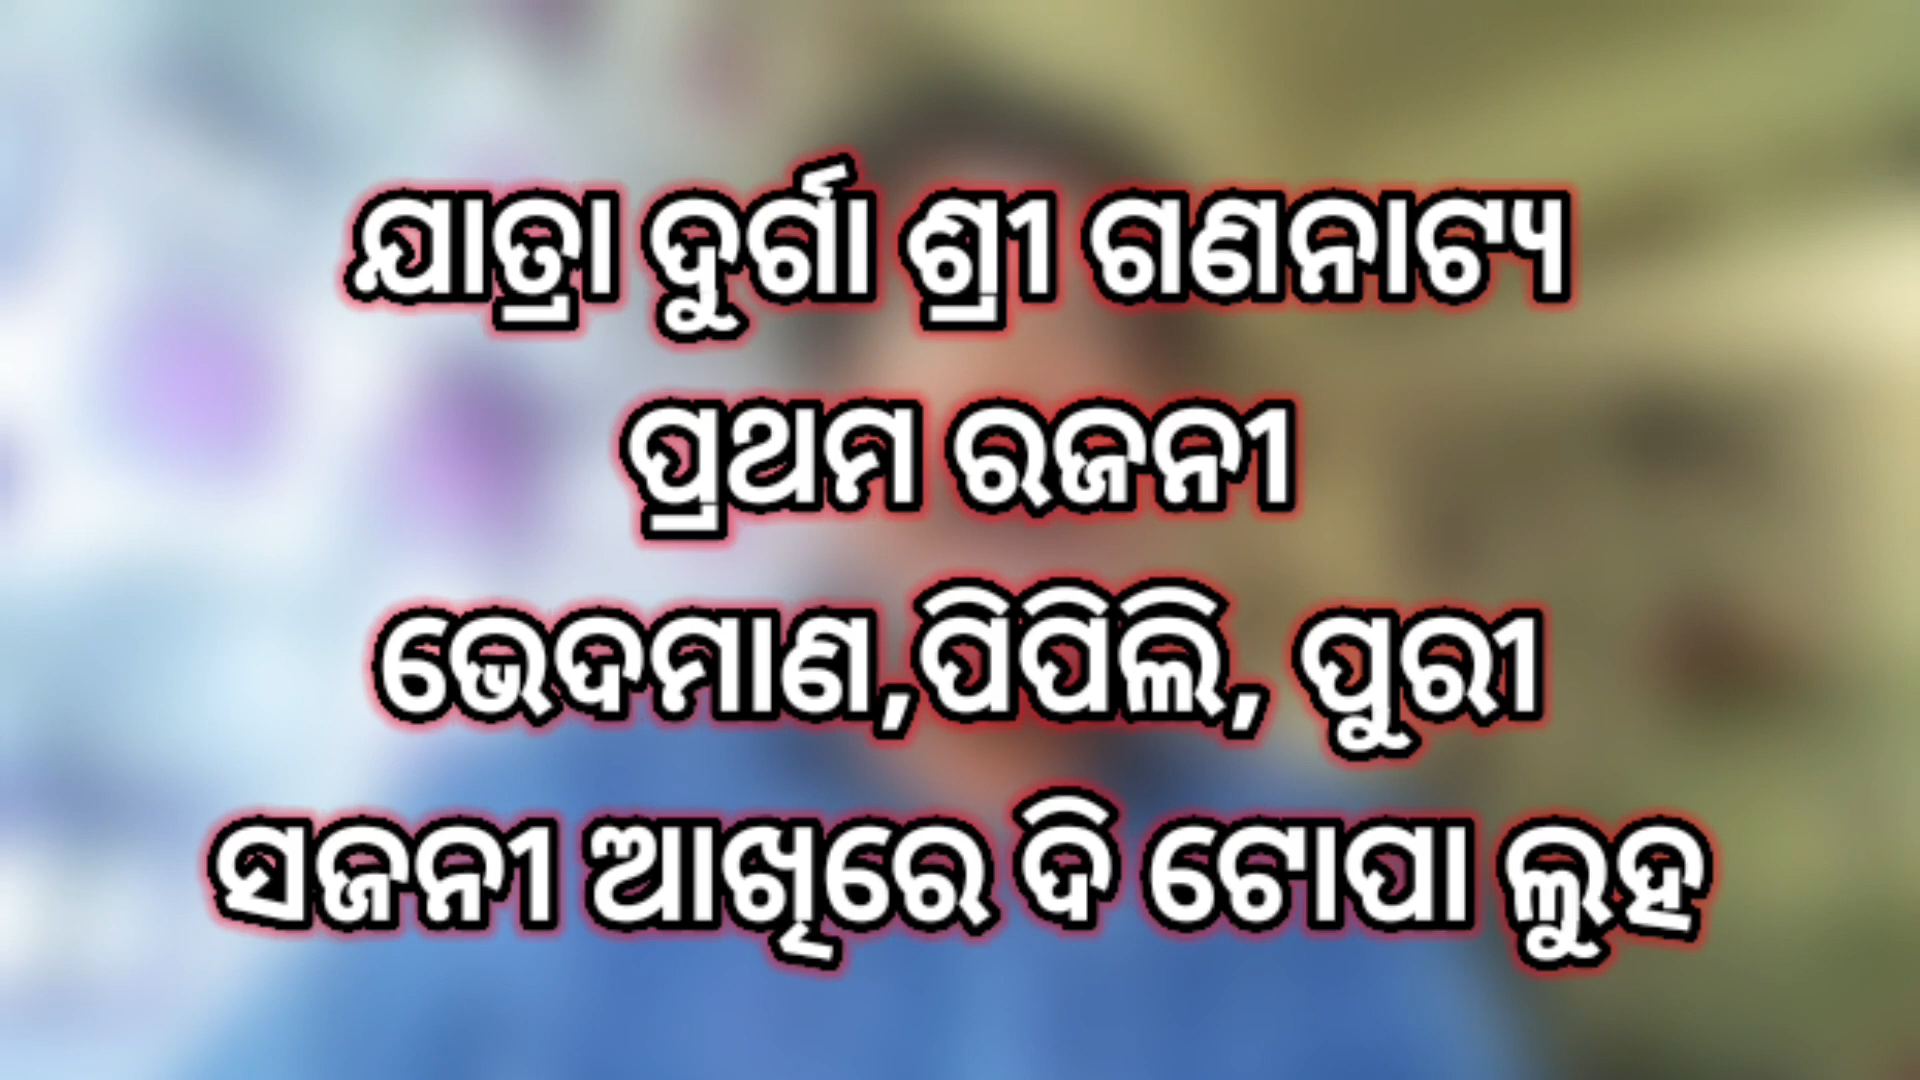 ଯାତ୍ରା ଦୁର୍ଗା ଶ୍ରୀ ଗଣନାଟ୍ୟ
ପ୍ରଥମ ରଜନୀ
ଭେଦମାଣ,ପିପିଲି, ପୁରୀ
ସଜନୀ ଆଖିରେ ଦି ଟୋପା ଲୁହ